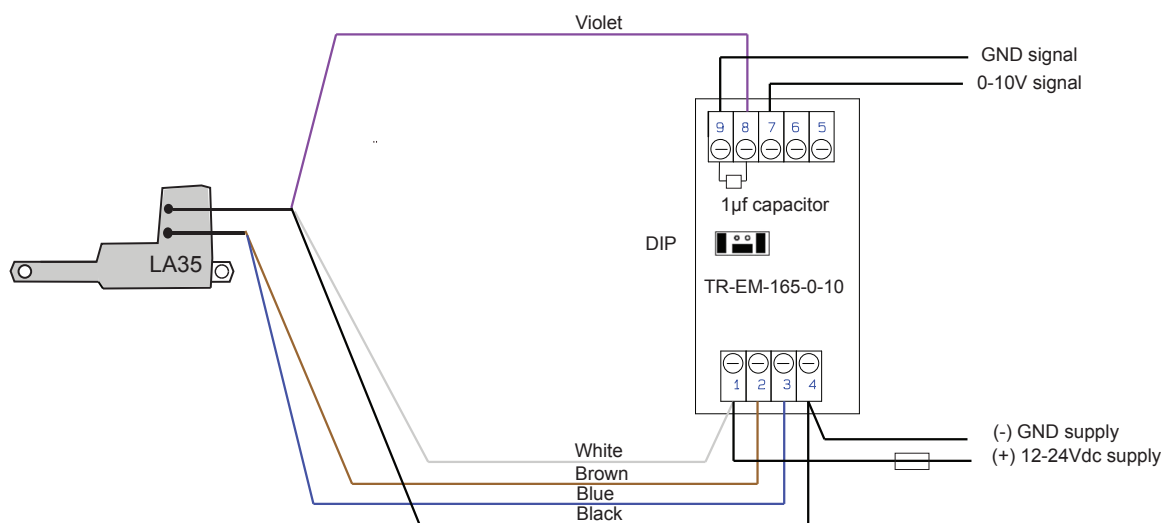 Violet
GND signal
0-10V signal
9 8 7 6 5
1µf capacitor
DIP
LA35
TR-EM-165-0-10
1 2 3 4
(-) GND supply
(+) 12-24Vdc supply
White
Brown
Blue
Black